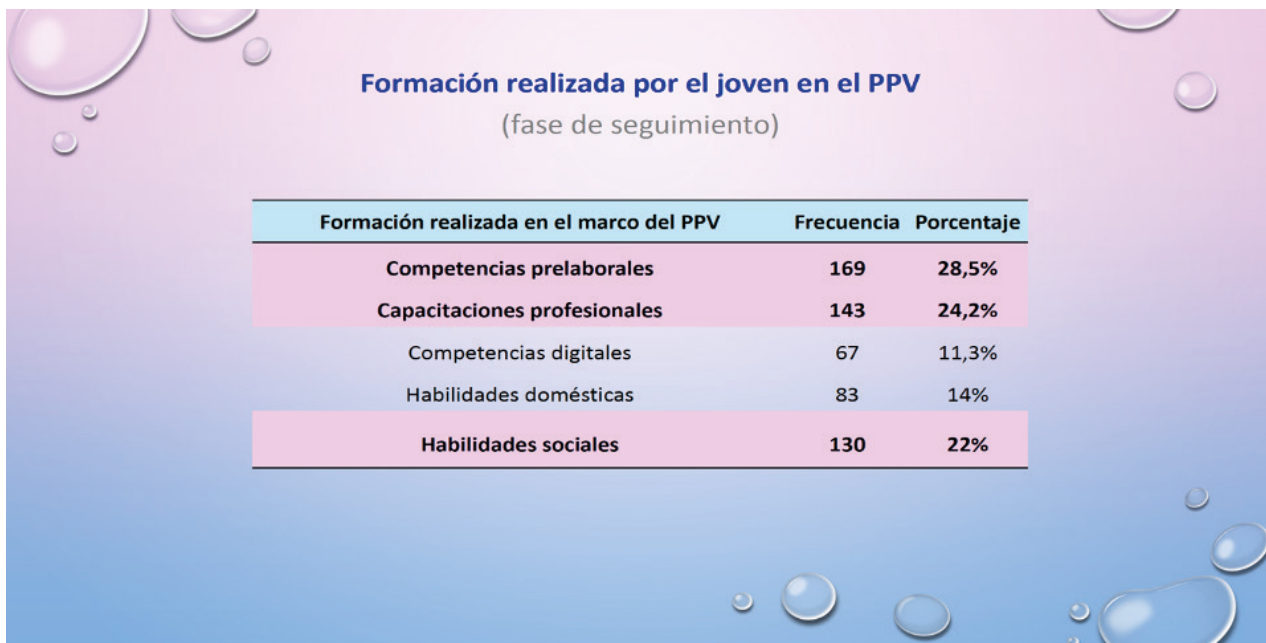 Formación realizada por el joven en el PPV
(fase de seguimiento)
Formación realizada en el marco del PPV Frecuencia Porcentaje
Competencias prelaborales 169 28,5%
Capacitaciones profesionales 143 24,2%
Competencias digitales 67 11,3%
Habilidades domésticas 83 14%
Habilidades sociales 130 22%